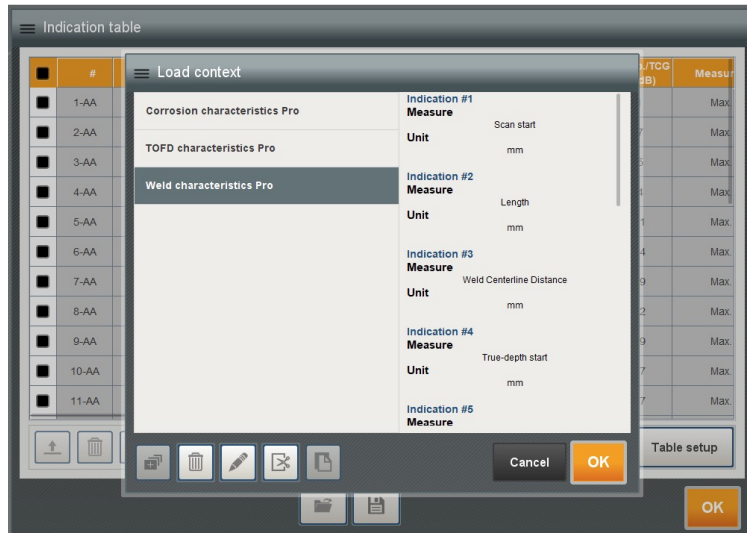 Indication table
Load context
#
./TCG
dB)
Measur
1-AA
Max.
2-AA
Max.
3-AA
Max.
4-AA
Max.
5-AA
Max.
6-AA
Max.
7-AA
Max.
8-AA
Max.
9-AA
Max.
10-AA
Max.
11-AA
Max.
Corrosion characteristics Pro
TOFD characteristics Pro
Weld characteristics Pro
Indication #1
Measure
Scan start
Unit
mm
Indication #2
Measure
Length
Unit
mm
Indication #3
Measure
Weld Centerline Distance
Unit
mm
Indication #4
Measure
True-depth start
Unit
mm
Indication #5
Measure
Cancel
OK
Table setup
OK